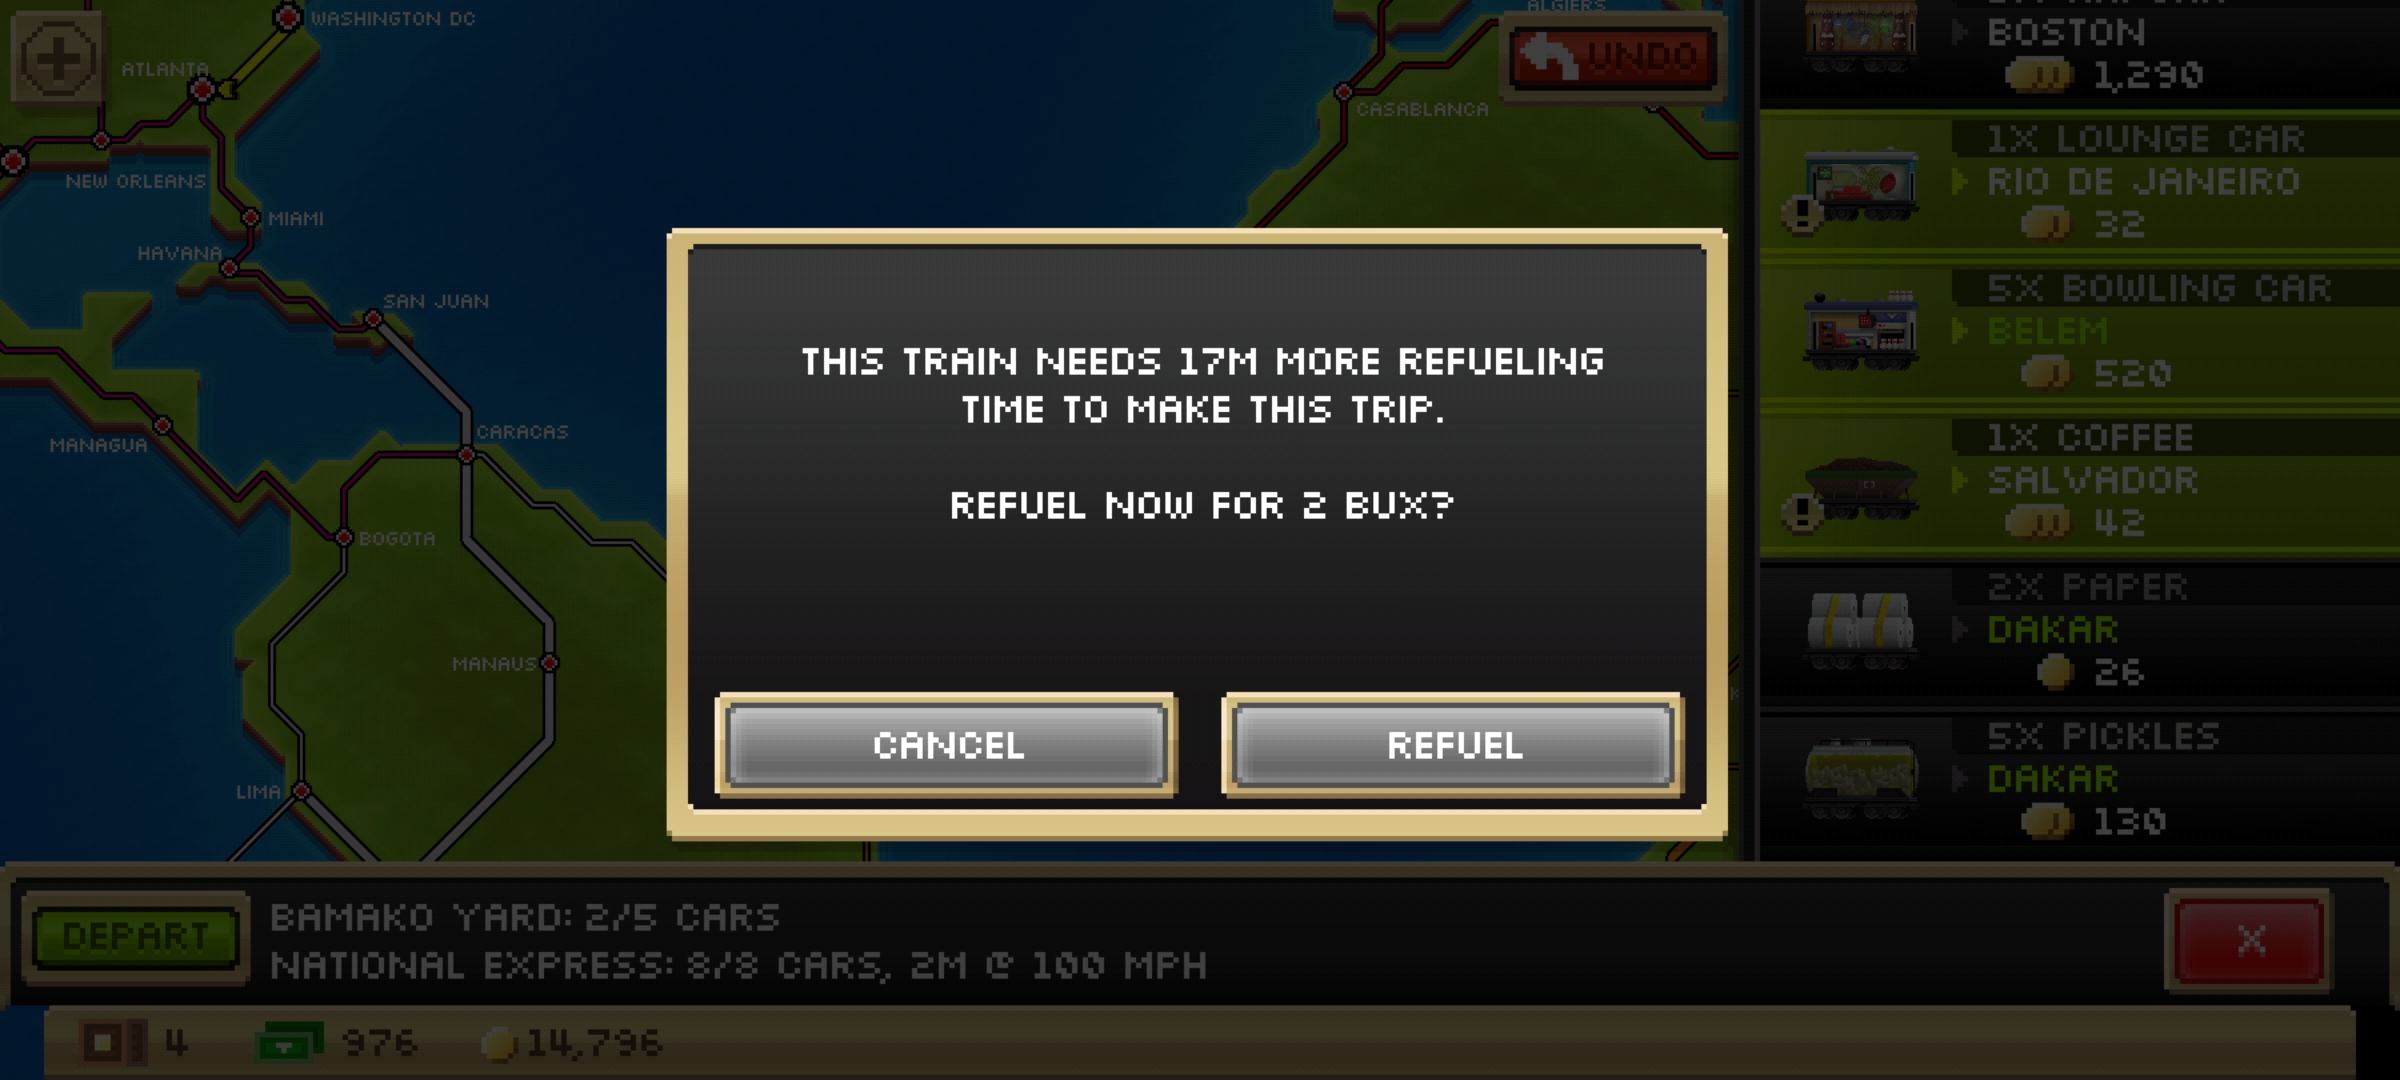 WASHINGTON DC
ATLANTA
NEW ORLEANS
MIAMI
HAVANA
SAN JUAN
MANAGUA
CARACAS
BOGOTA
MANAUS
LIMA
ALGIERS
UNDO
CASABLANCA
BOSTON
1,290
1X LOUNGE CAR
RIO DE JANEIRO
32
5X BOWLING CAR
BELEM
520
1X COFFEE
SALVADOR
42
2X PAPER
DAKAR
26
5X PICKLES
DAKAR
130
THIS TRAIN NEEDS 17M MORE REFUELING
TIME TO MAKE THIS TRIP.
REFUEL NOW FOR 2 BUX?
CANCEL
REFUEL
DEPART
BAMAKO YARD: 2/5 CARS
NATIONAL EXPRESS: 8/8 CARS, 2M @ 100 MPH
X
4
976
14,796